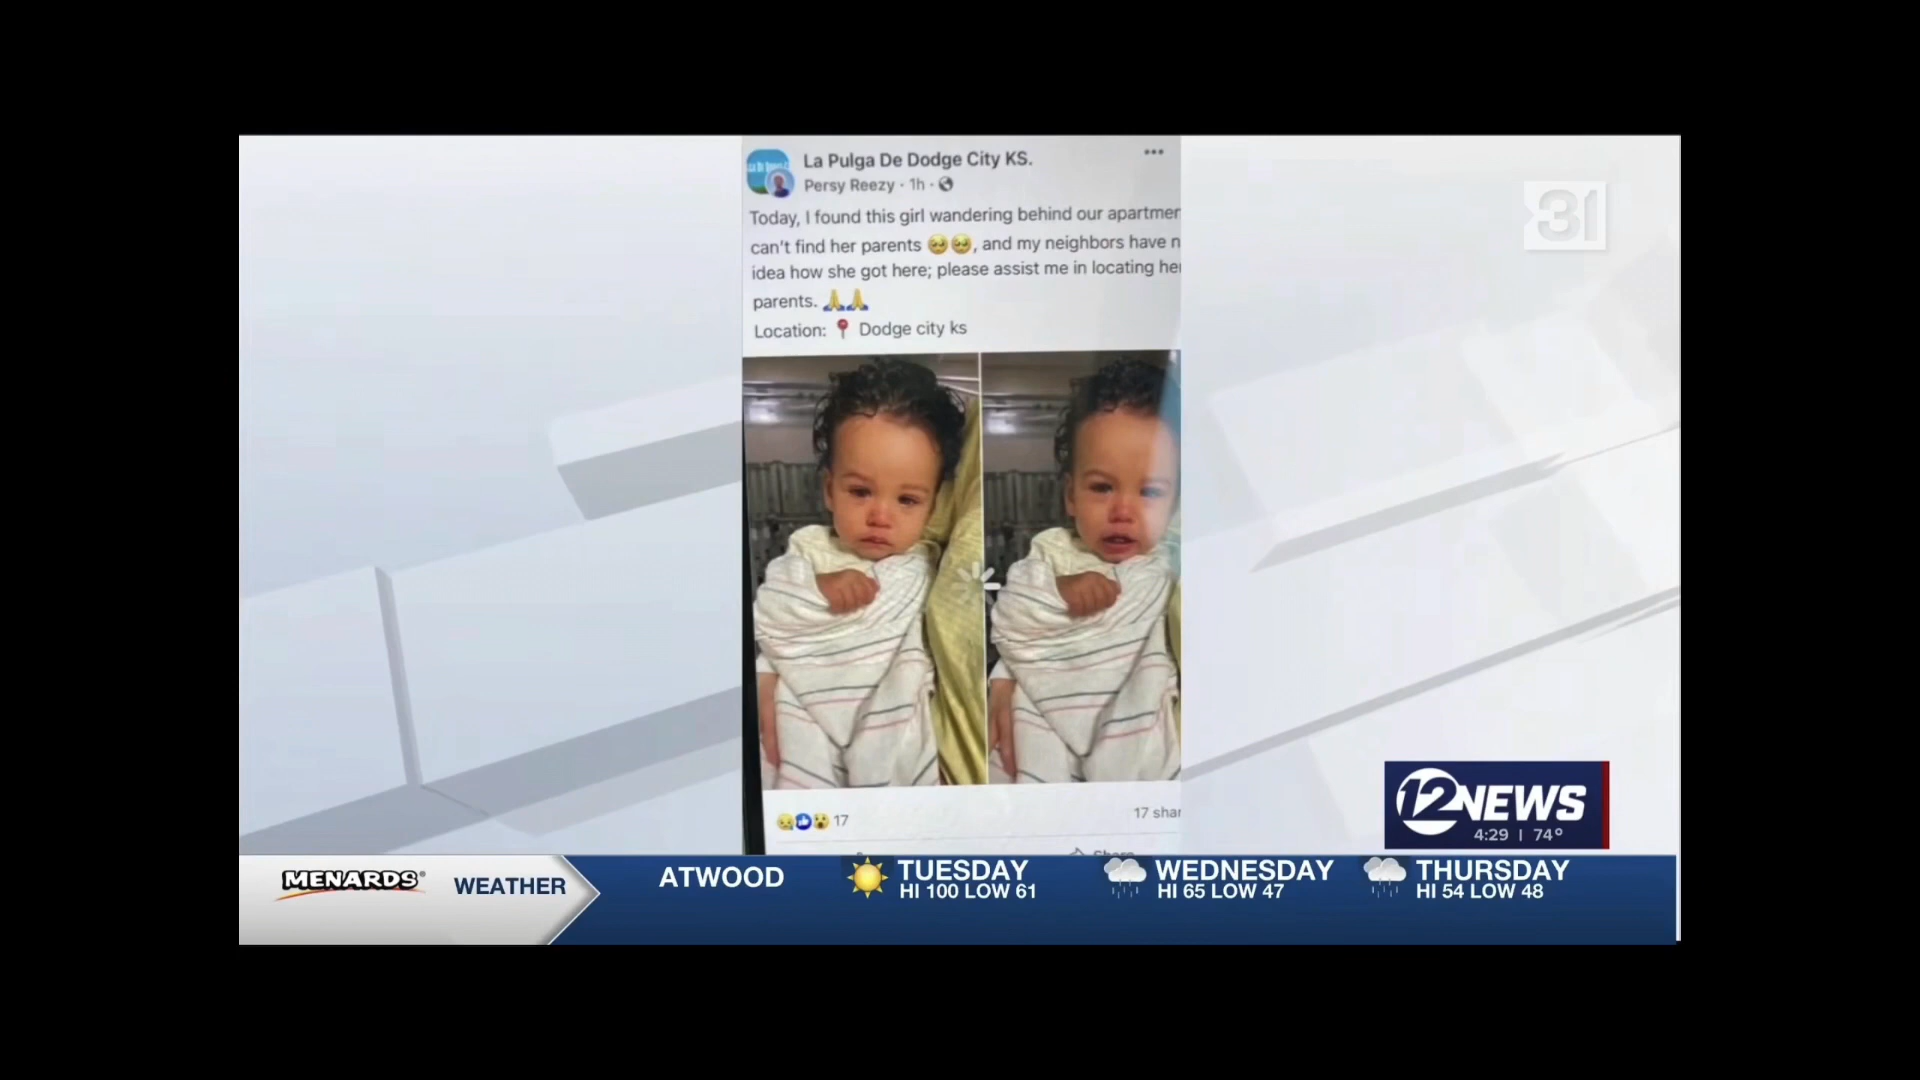 La Pulga De Dodge City KS.
Persy Reezy · 1h ·
Today, I found this girl wandering behind our apartmen
can't find her parents 🥹🥹, and my neighbors have n
idea how she got here; please assist me in locating her
parents. 🙏🙏
Location: 📍 Dodge city ks
17
17 shar
Share
31
12NEWS
4:29 | 74°
MENARDS®
WEATHER
ATWOOD
TUESDAY
HI 100 LOW 61
WEDNESDAY
HI 65 LOW 47
THURSDAY
HI 54 LOW 48